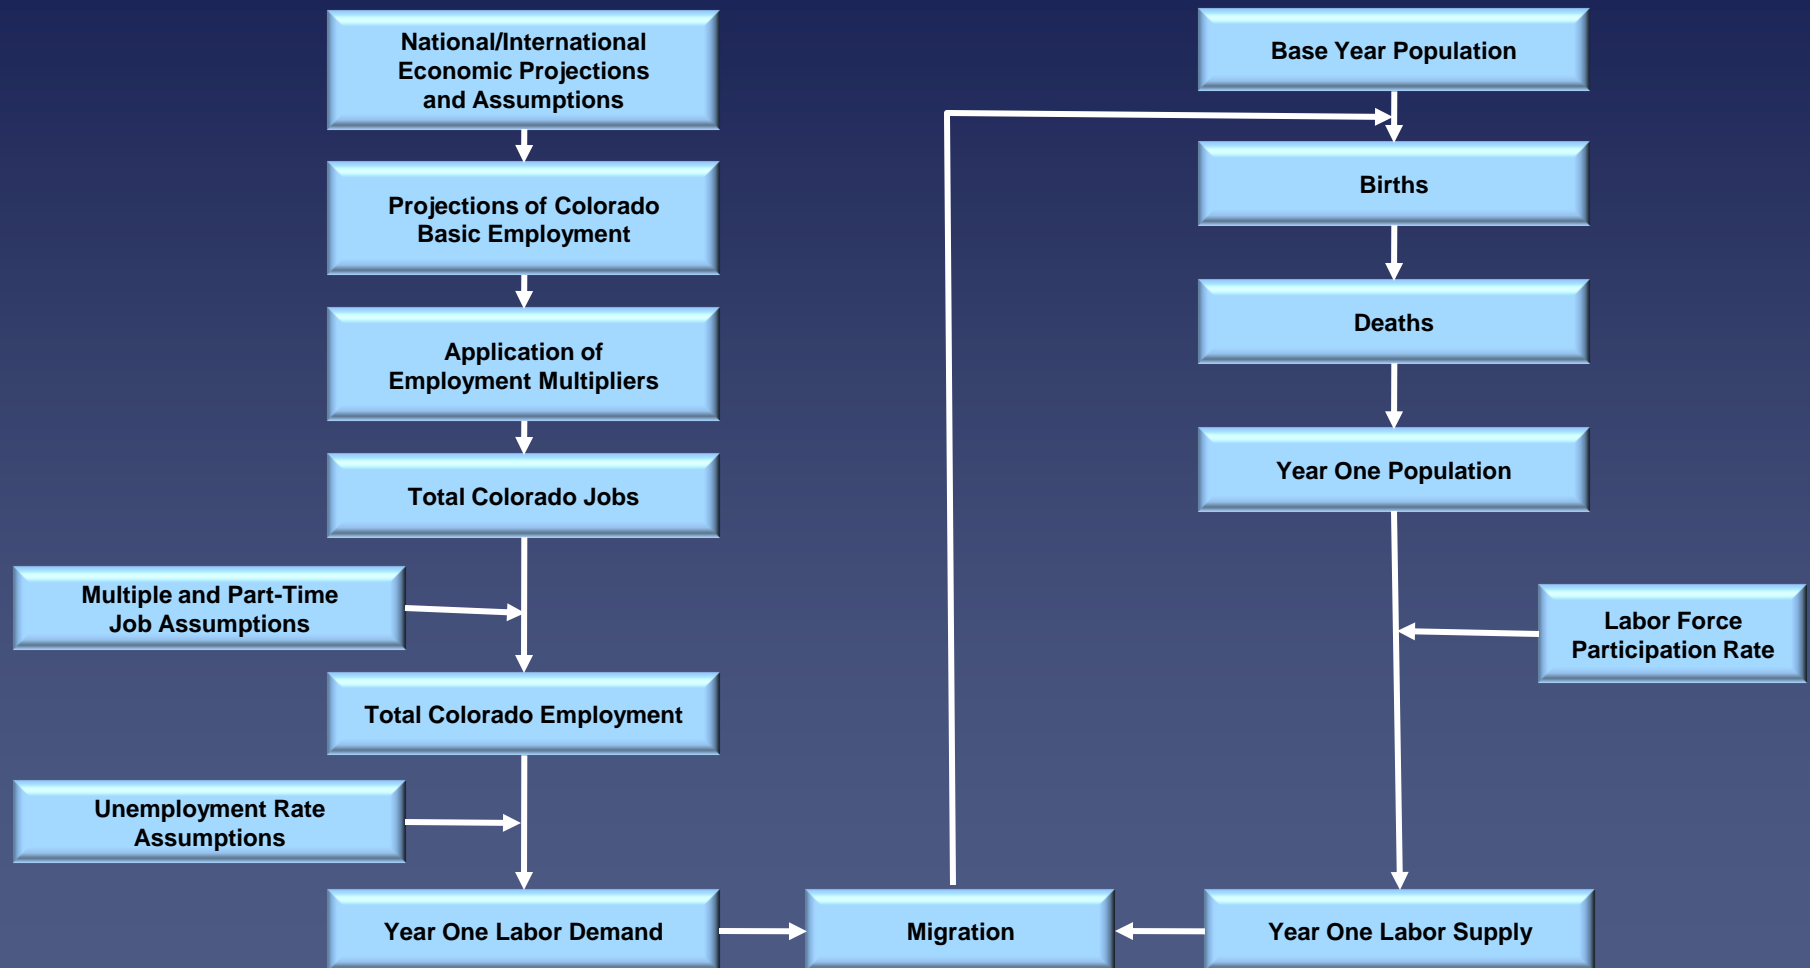 National/International
Economic Projections
and Assumptions
Projections of Colorado
Basic Employment
Application of
Employment Multipliers
Total Colorado Jobs
Multiple and Part-Time
Job Assumptions
Total Colorado Employment
Unemployment Rate
Assumptions
Year One Labor Demand
Migration
Base Year Population
Births
Deaths
Year One Population
Labor Force
Participation Rate
Year One Labor Supply